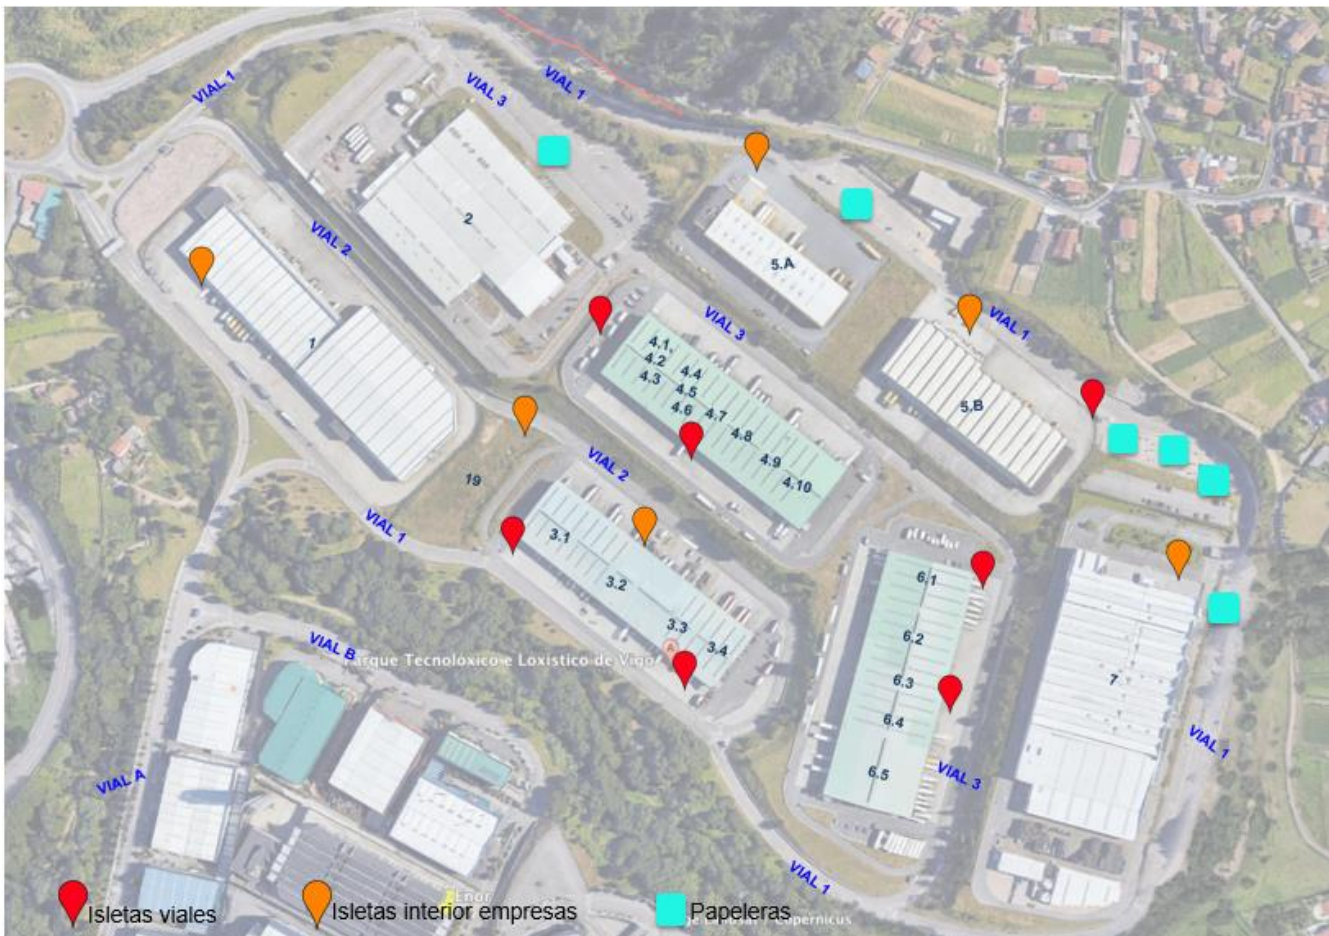 VIAL 1
VIAL 3
VIAL 1
2
VIAL 2
5.A
VIAL 3
VIAL 1
1
4.1.
4.2
4.3
4.4
4.5
4.6
4.7
4.8
4.9
4.10
5.B
19
VIAL 2
VIAL 1
3.1
3.2
3.3
3.4
6.1
6.2
6.3
6.4
6.5
7
VIAL B
A
Parque Tecnolóxico e Loxístico de Vigo
VIAL 1
VIAL A
VIAL 3
VIAL 1
Enor
Isletas viales
Isletas interior empresas
Papeleras
Copernicus